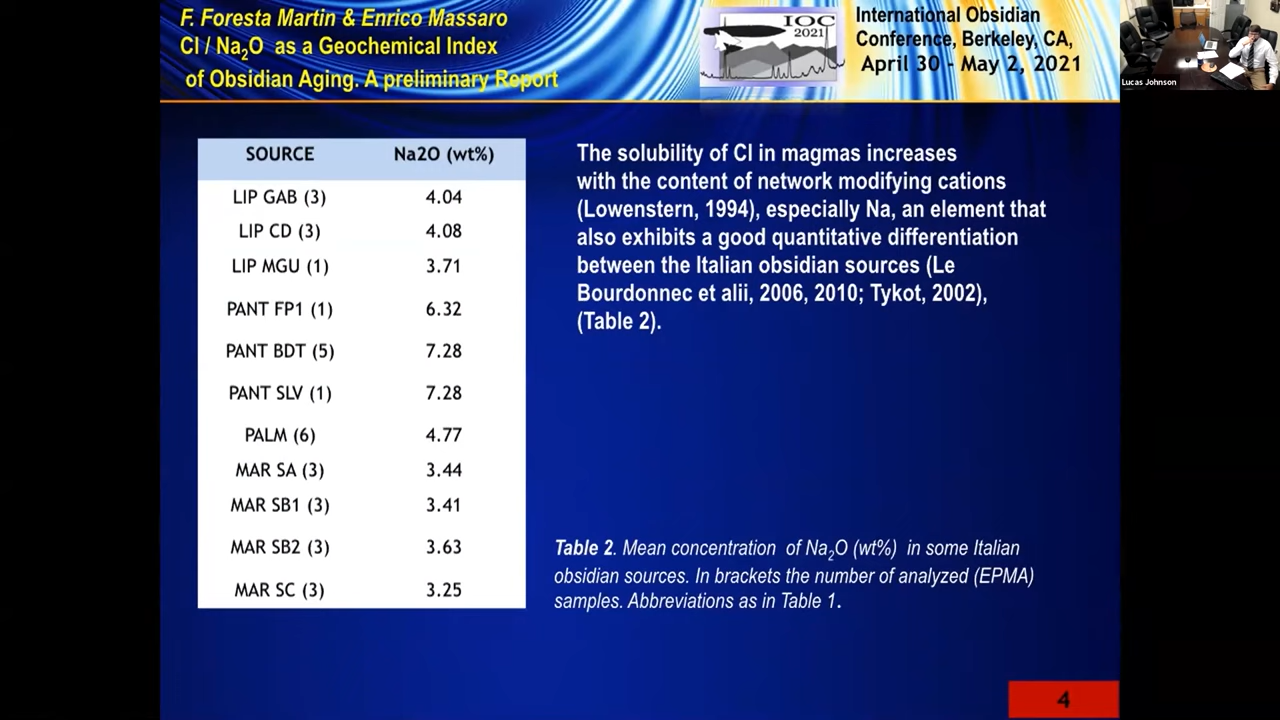 F. Foresta Martin & Enrico Massaro
Cl / Na₂O as a Geochemical Index
of Obsidian Aging. A preliminary Report
IOC
2021
International Obsidian
Conference, Berkeley, CA,
April 30 - May 2, 2021
Lucas Johnson
SOURCE Na2O (wt%)
LIP GAB (3) 4.04
LIP CD (3) 4.08
LIP MGU (1) 3.71
PANT FP1 (1) 6.32
PANT BDT (5) 7.28
PANT SLV (1) 7.28
PALM (6) 4.77
MAR SA (3) 3.44
MAR SB1 (3) 3.41
MAR SB2 (3) 3.63
MAR SC (3) 3.25
The solubility of Cl in magmas increases
with the content of network modifying cations
(Lowenstern, 1994), especially Na, an element that
also exhibits a good quantitative differentiation
between the Italian obsidian sources (Le
Bourdonnec et alii, 2006, 2010; Tykot, 2002),
(Table 2).
Table 2. Mean concentration of Na₂O (wt%) in some Italian
obsidian sources. In brackets the number of analyzed (EPMA)
samples. Abbreviations as in Table 1.
4